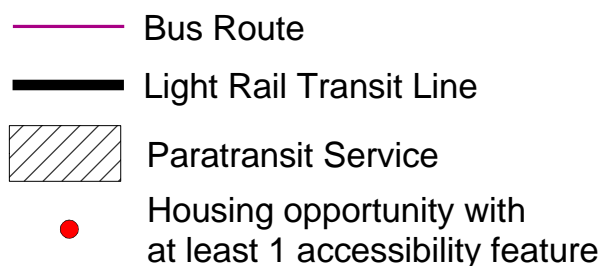 Bus Route
Light Rail Transit Line
Paratransit Service
Housing opportunity with
at least 1 accessibility feature